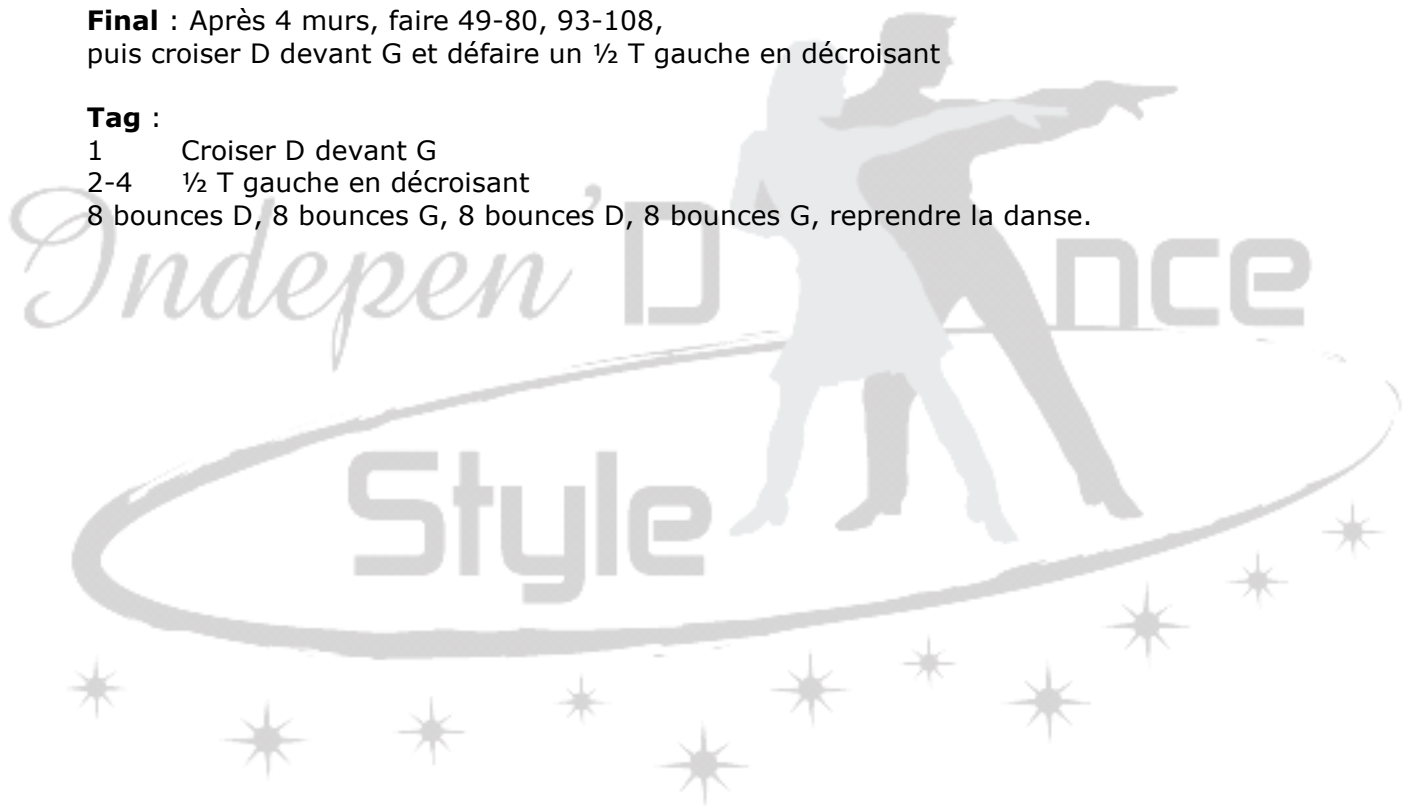 Final : Après 4 murs, faire 49-80, 93-108,
puis croiser D devant G et défaire un ½ T gauche en décroisant
Tag :
1 Croiser D devant G
2-4 ½ T gauche en décroisant
8 bounces D, 8 bounces G, 8 bounces D, 8 bounces G, reprendre la danse.
Indepen'D nce
Style